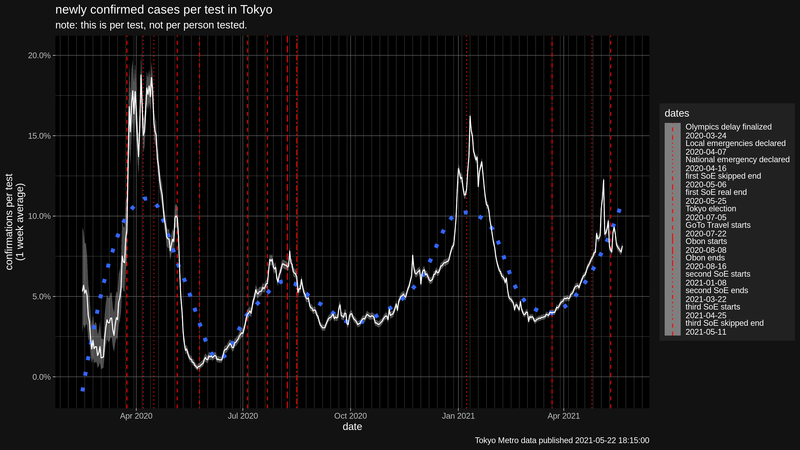 newly confirmed cases per test in Tokyo
note: this is per test, not per person tested.
confirmations per test
(1 week average)
20.0%
15.0%
10.0%
5.0%
0.0%
Apr 2020
Jul 2020
Oct 2020
Jan 2021
Apr 2021
date
dates
Olympics delay finalized
2020-03-24
Local emergencies declared
2020-04-07
National emergency declared
2020-04-16
first SoE skipped end
2020-05-06
first SoE real end
2020-05-25
Tokyo election
2020-07-05
GoTo Travel starts
2020-07-22
Obon starts
2020-08-08
Obon ends
2020-08-16
second SoE starts
2021-01-08
second SoE ends
2021-03-22
third SoE starts
2021-04-25
third SoE skipped end
2021-05-11
Tokyo Metro data published 2021-05-22 18:15:00